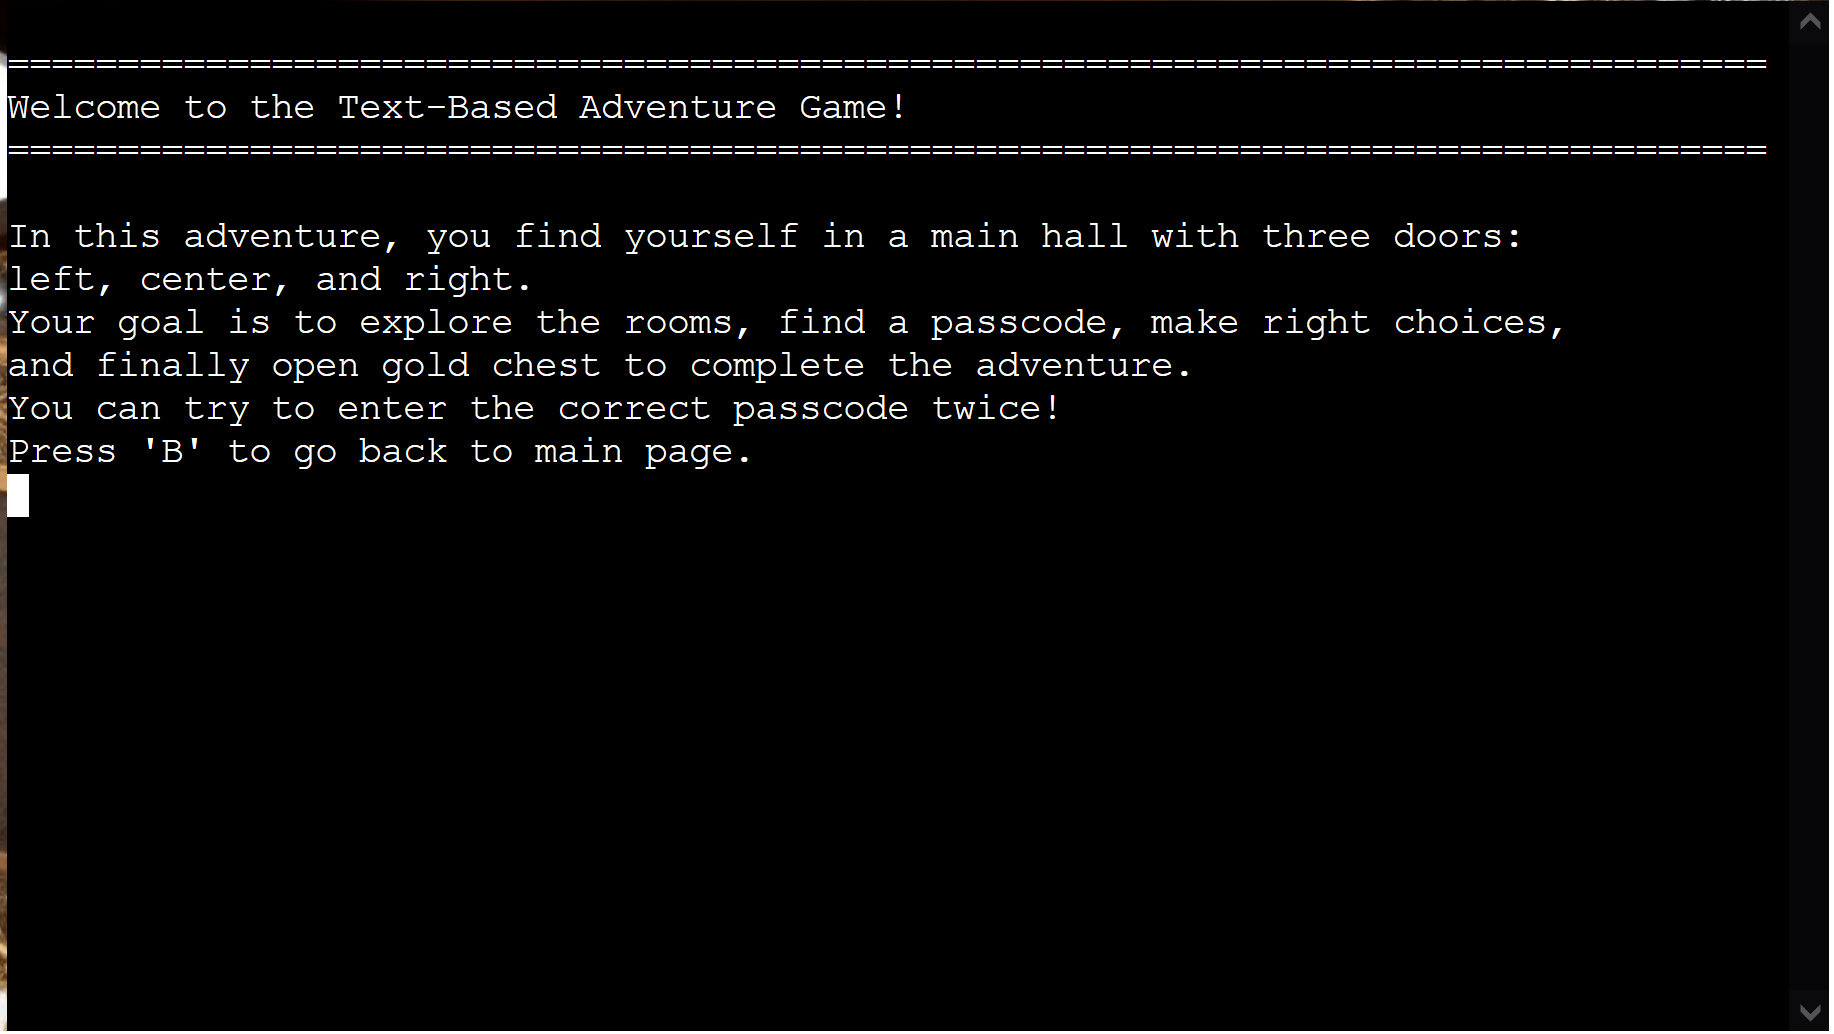 ================================================================================
Welcome to the Text-Based Adventure Game!
================================================================================
In this adventure, you find yourself in a main hall with three doors:
left, center, and right.
Your goal is to explore the rooms, find a passcode, make right choices,
and finally open gold chest to complete the adventure.
You can try to enter the correct passcode twice!
Press 'B' to go back to main page.